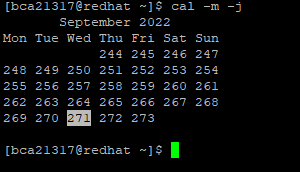 [bca21317@redhat ~]$ cal -m -j
September 2022
Mon Tue Wed Thu Fri Sat Sun
244 245 246 247
248 249 250 251 252 253 254
255 256 257 258 259 260 261
262 263 264 265 266 267 268
269 270 271 272 273
[bca21317@redhat ~]$